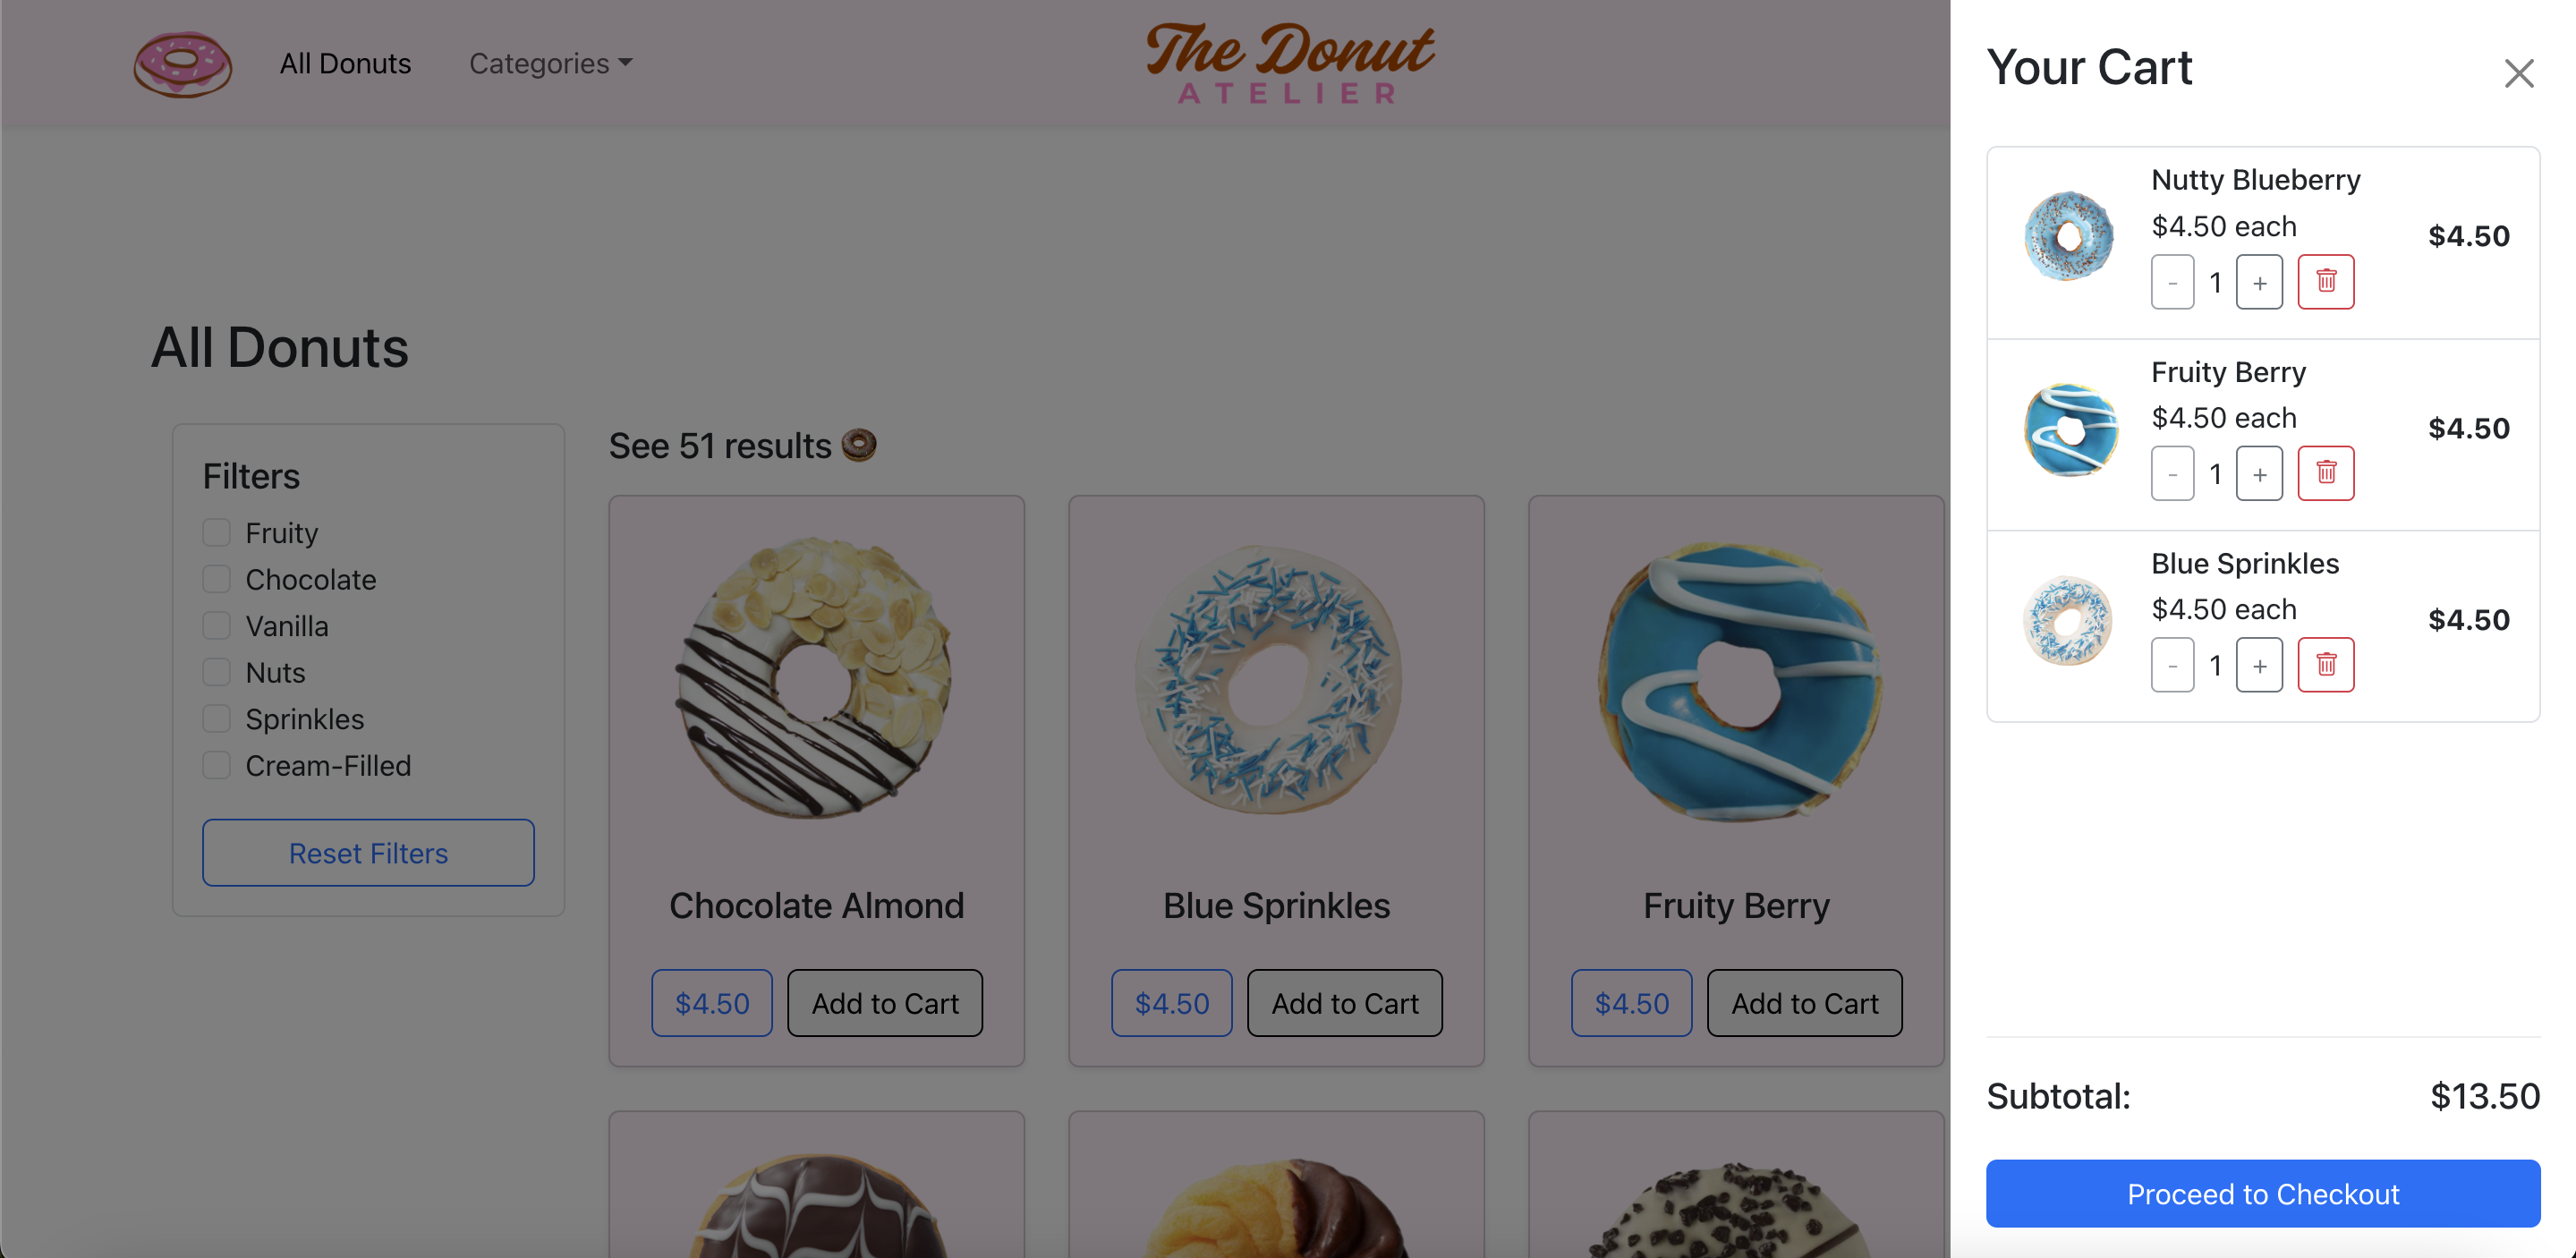 All Donuts
Categories
The Donut
ATELIER
All Donuts
Filters
Fruity
Chocolate
Vanilla
Nuts
Sprinkles
Cream-Filled
Reset Filters
See 51 results
Chocolate Almond
$4.50 Add to Cart
Blue Sprinkles
$4.50 Add to Cart
Fruity Berry
$4.50 Add to Cart
Your Cart
Nutty Blueberry
$4.50 each
$4.50
- 1 +
Fruity Berry
$4.50 each
$4.50
- 1 +
Blue Sprinkles
$4.50 each
$4.50
- 1 +
Subtotal: $13.50
Proceed to Checkout